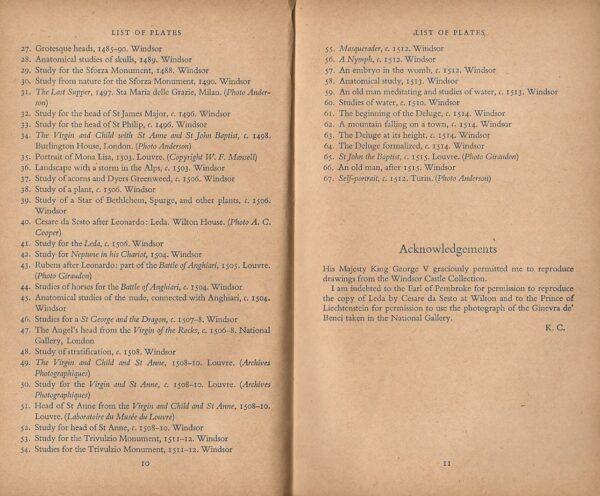 LIST OF PLATES
27. Grotesque heads, 1485-90. Windsor
28. Anatomical studies of skulls, 1489. Windsor
29. Study for the Sforza Monument, 1488. Windsor
30. Study from nature for the Sforza Monument, 1490. Windsor
31. The Last Supper, 1497. Sta Maria delle Grazie, Milan. (Photo Ander-
son)
32. Study for the head of St James Major, c. 1496. Windsor
33. Study for the head of St Philip, c. 1496. Windsor
34. The Virgin and Child with St Anne and St John Baptist, c. 1498.
Burlington House, London. (Photo Anderson)
35. Portrait of Mona Lisa, 1503. Louvre. (Copyright W. F. Mansell)
36. Landscape with a storm in the Alps, c. 1503. Windsor
37. Study of acorns and Dyers Greenweed, c. 1506. Windsor
38. Study of a plant, c. 1506. Windsor
39. Study of a Star of Bethlehem, Spurge, and other plants, c. 1506.
Windsor
40. Cesare da Sesto after Leonardo: Leda. Wilton House. (Photo A. C.
Cooper)
41. Study for the Leda, c. 1506. Windsor
42. Study for Neptune in his Chariot, 1504. Windsor
43. Rubens after Leonardo: part of the Battle of Anghiari, 1505. Louvre.
(Photo Giraudon)
44. Studies of horses for the Battle of Anghiari, c. 1504. Windsor
45. Anatomical studies of the nude, connected with Anghiari, c. 1504.
Windsor
46. Studies for a St George and the Dragon, c. 1507-8. Windsor
47. The Angel's head from the Virgin of the Rocks, c. 1506-8. National
Gallery, London
48. Study of stratification, c. 1508. Windsor
49. The Virgin and Child and St Anne, 1508-10. Louvre. (Archives
Photographiques)
50. Study for the Virgin and St Anne, c. 1508-10. Louvre. (Archives
Photographiques)
51. Head of St Anne from the Virgin and Child and St Anne, 1508-10.
Louvre. (Laboratoire du Musée du Louvre)
52. Study for head of St Anne, c. 1508-10. Windsor
53. Study for the Trivulzio Monument, 1511-12. Windsor
54. Studies for the Trivulzio Monument, 1511-12. Windsor
10
LIST OF PLATES
55. Masquerader, c. 1512. Windsor
56. A Nymph, c. 1512. Windsor
57. An embryo in the womb, c. 1512. Windsor
58. Anatomical study, 1513. Windsor
59. An old man meditating and studies of water, c. 1513. Windsor
60. Studies of water, c. 1510. Windsor
61. The beginning of the Deluge, c. 1514. Windsor
62. A mountain falling on a town, c. 1514. Windsor
63. The Deluge at its height, c. 1514. Windsor
64. The Deluge formalized, c. 1514. Windsor
65. St John the Baptist, c. 1515. Louvre. (Photo Giraudon)
66. An old man, after 1515. Windsor
67. Self-portrait, c. 1512. Turin. (Photo Anderson)
Acknowledgements
His Majesty King George V graciously permitted me to reproduce
drawings from the Windsor Castle Collection.
I am indebted to the Earl of Pembroke for permission to reproduce
the copy of Leda by Cesare da Sesto at Wilton and to the Prince of
Liechtenstein for permission to use the photograph of the Ginevra de'
Benci taken in the National Gallery.
K. C.
11